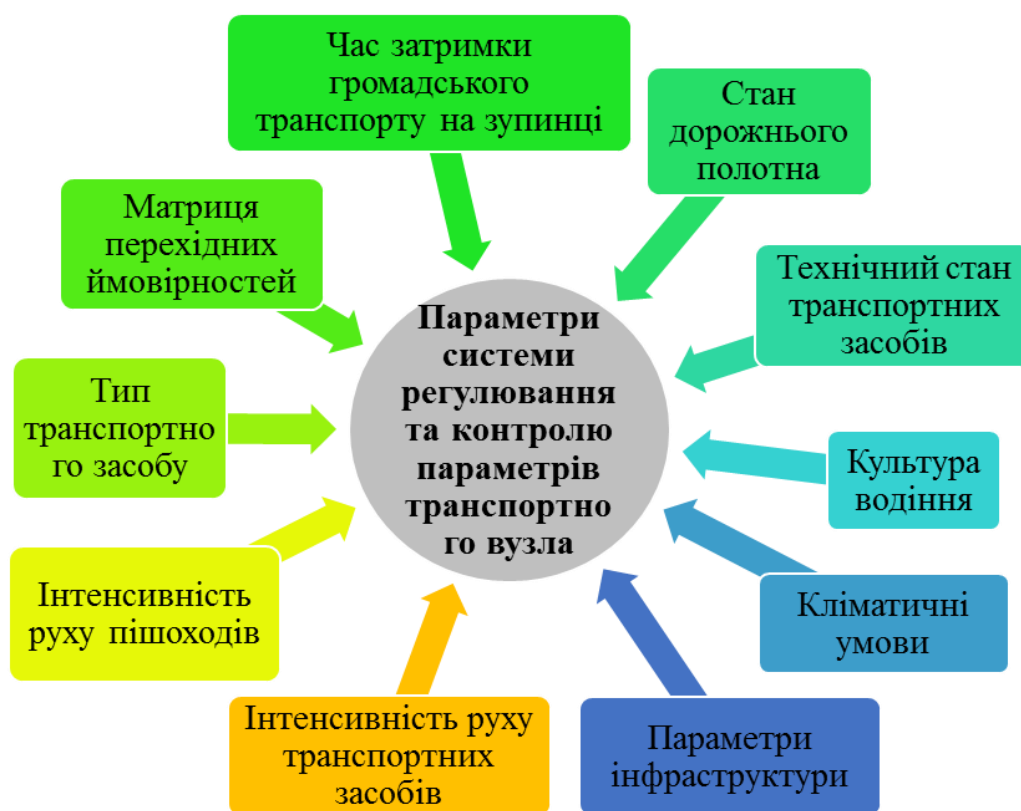 Час затримки
громадського
транспорту на зупинці
Стан
дорожнього
полотна
Матриця
перехідних
ймовірностей
Технічний стан
транспортних
засобів
Параметри
системи
регулювання
та контролю
параметрів
транспортно
го вузла
Тип
транспортно
го засобу
Культура
водіння
Інтенсивність
руху пішоходів
Кліматичні
умови
Інтенсивність руху
транспортних
засобів
Параметри
інфраструктури